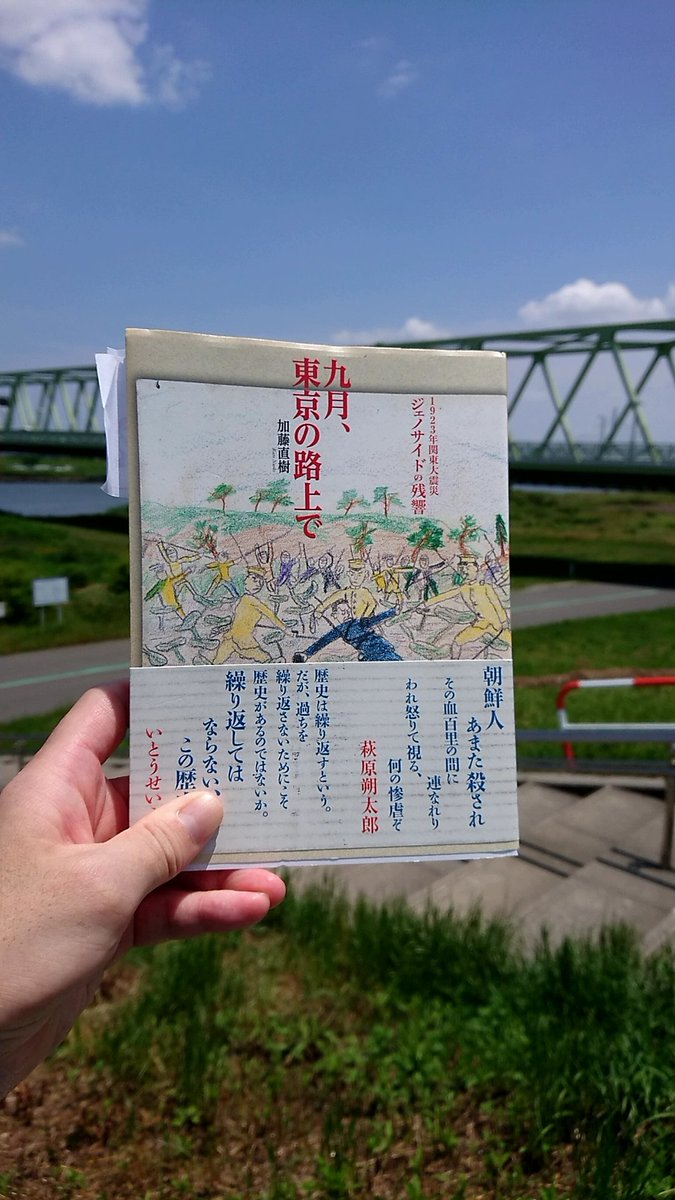 九月、
東京の路上で
加藤直樹
1923年関東大震災
ジェノサイドの残響
朝鮮人
あまた殺され
その血百里の間に
連なれり
われ怒りて視る、
何の惨虐ぞ
萩原朔太郎
歴史は繰り返すという。
だが、過ちを
繰り返さないためにこそ
歴史があるのではないか。
繰り返しては
ならない、
この歴
いとうせい